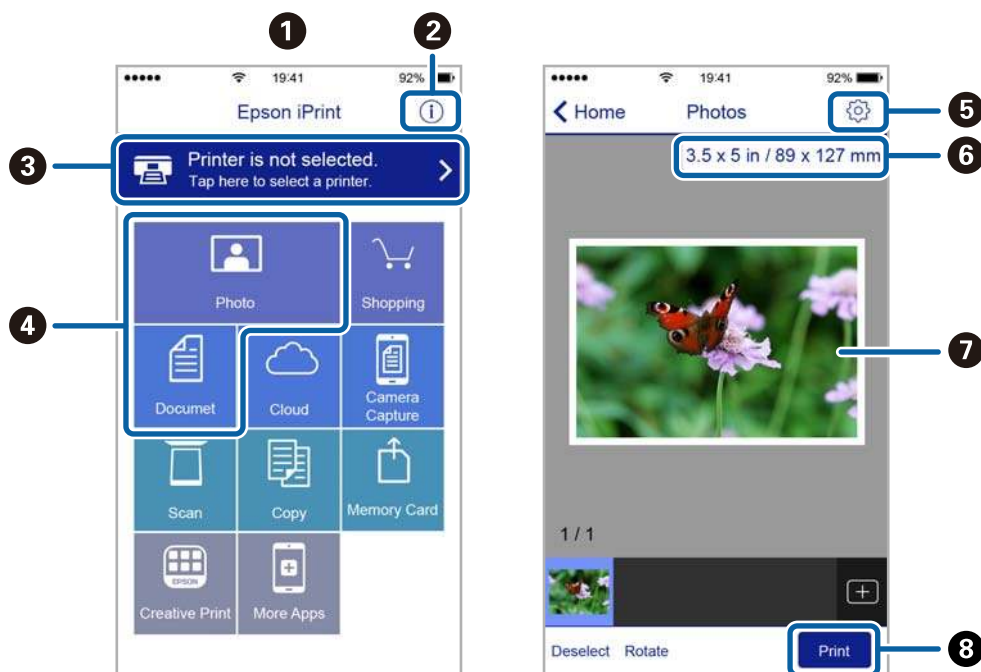 1
2
19:41
92%
Epson iPrint
3
Printer is not selected.
Tap here to select a printer.
4
Photo
Shopping
Documet
Cloud
Camera
Capture
Scan
Copy
Memory Card
EPSON
Creative Print
More Apps
19:41
92%
Home
Photos
5
3.5 x 5 in / 89 x 127 mm
6
7
1 / 1
Deselect
Rotate
Print
8